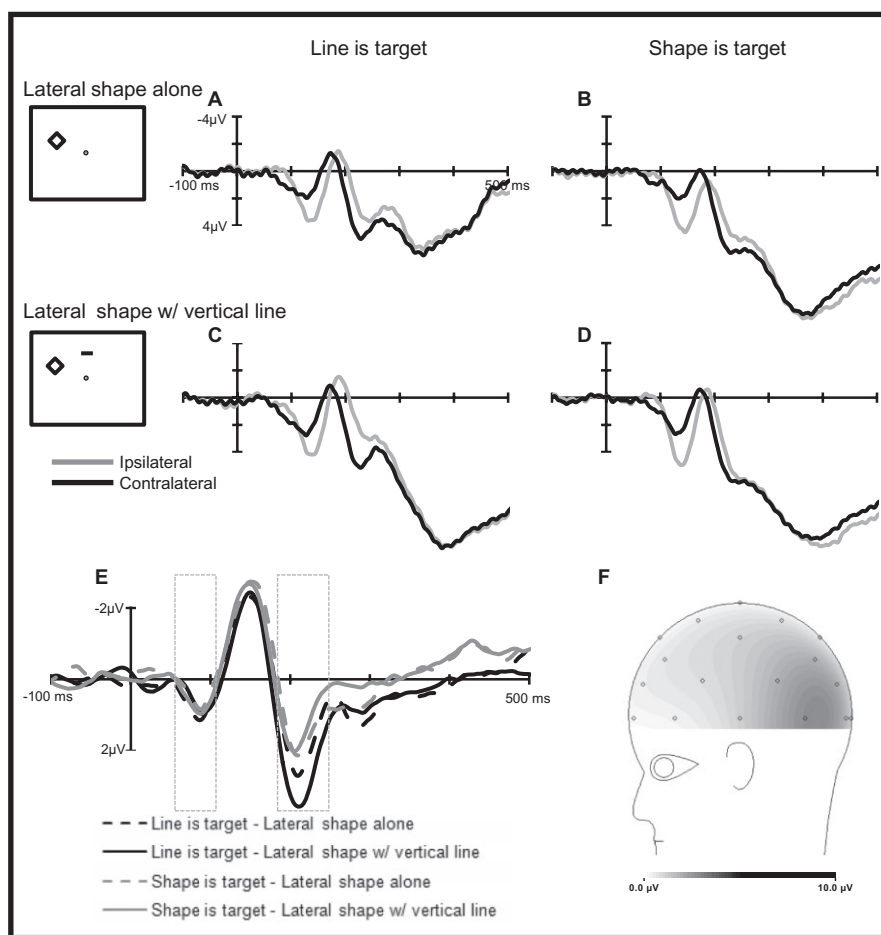 Line is target
Shape is target
Lateral shape alone
A
B
-4µV
-100 ms
500 ms
4µV
Lateral shape w/ vertical line
C
D
Ipsilateral
Contralateral
E
F
-2µV
-100 ms
500 ms
2µV
Line is target - Lateral shape alone
Line is target - Lateral shape w/ vertical line
Shape is target - Lateral shape alone
Shape is target - Lateral shape w/ vertical line
0.0 µV
10.0 µV